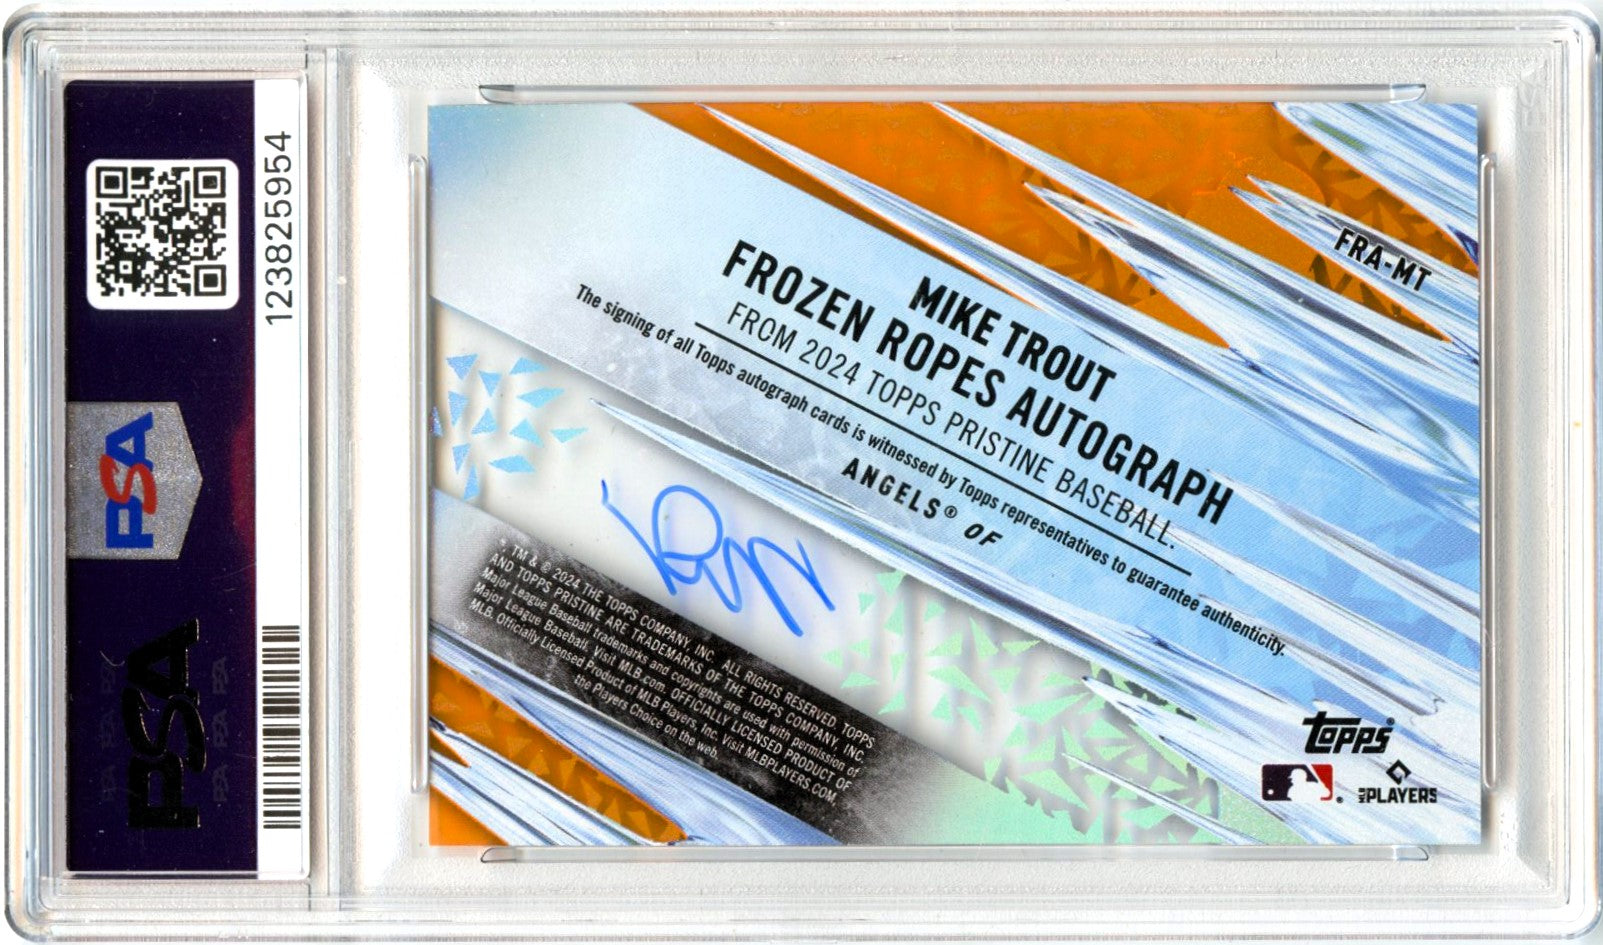 123825954
PSA
PSA
FRA-MT
MIKE TROUT
FROZEN ROPES AUTOGRAPH
FROM 2024 TOPPS PRISTINE BASEBALL.
The signing of all Topps autograph cards is witnessed by Topps representatives to guarantee authenticity.
ANGELS® OF
* TM & © 2024 THE TOPPS COMPANY, INC. ALL RIGHTS RESERVED. TOPPS
AND TOPPS PRISTINE ARE TRADEMARKS OF THE TOPPS COMPANY, INC.
Major League Baseball trademarks and copyrights are used with permission of
Major League Baseball. Visit MLB.com. OFFICIALLY LICENSED PRODUCT OF
MLB Officially Licensed Product of MLB Players, Inc. Visit MLBPLAYERS.COM,
the Players Choice on the web.
topps®
MLB PLAYERS